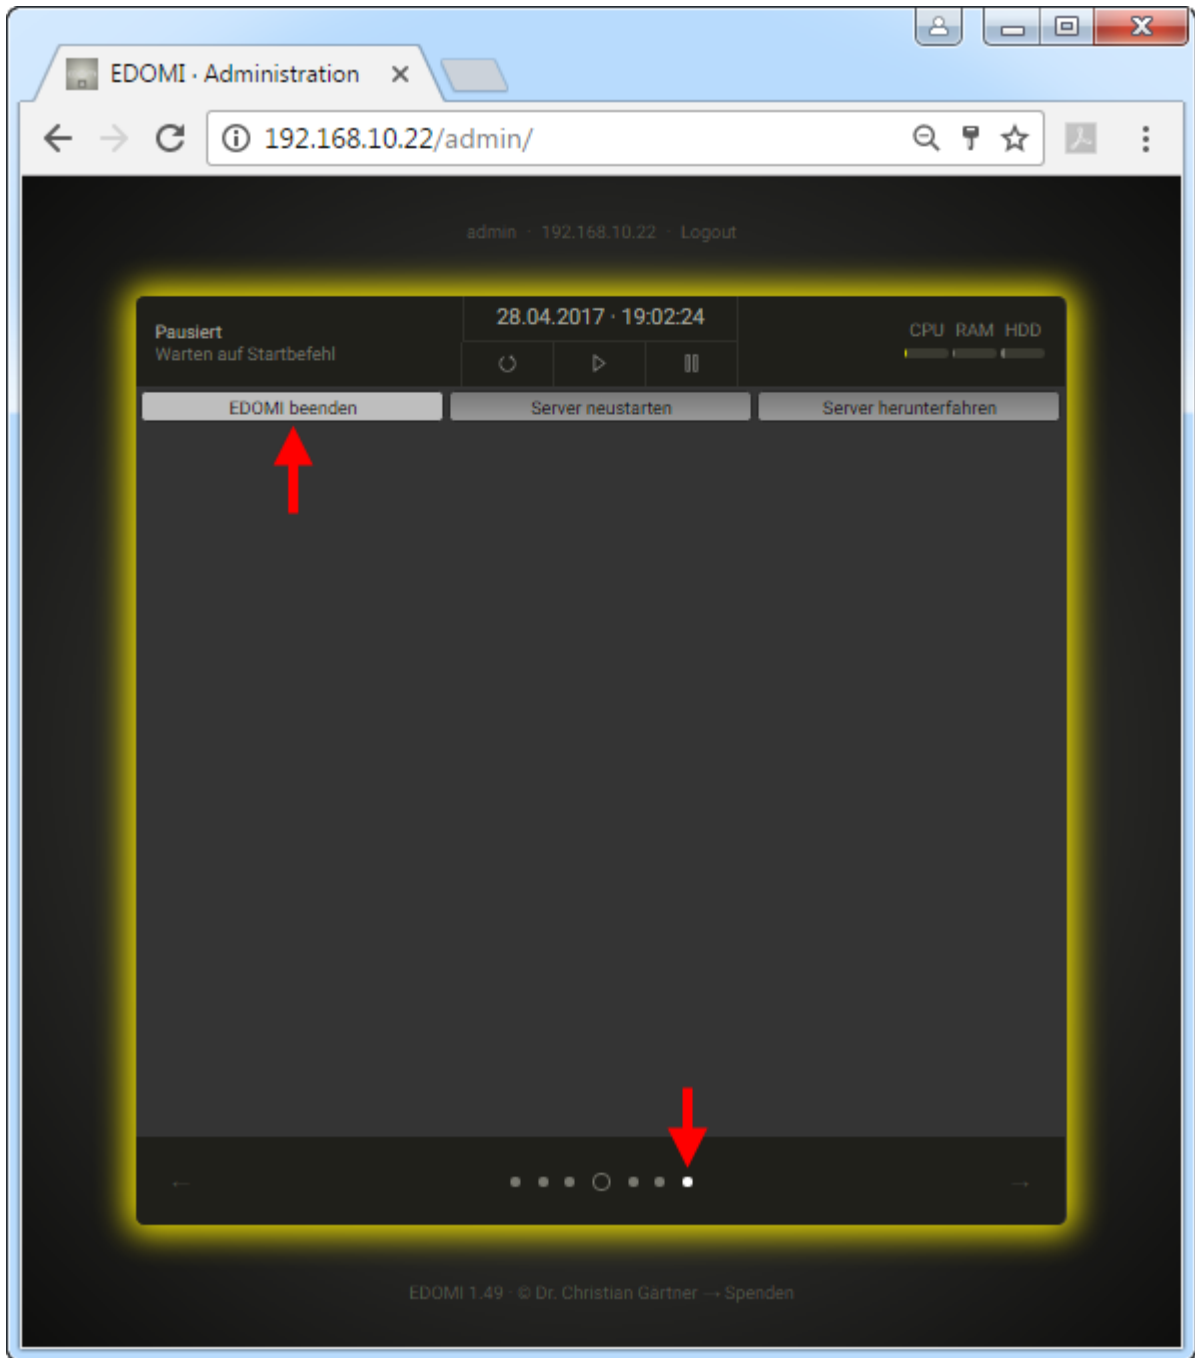 EDOMI · Administration
192.168.10.22/admin/
admin · 192.168.10.22 · Logout
Pausiert
Warten auf Startbefehl
28.04.2017 · 19:02:24
CPU RAM HDD
EDOMI beenden
Server neustarten
Server herunterfahren
EDOMI 1.49 · © Dr. Christian Gärtner → Spenden